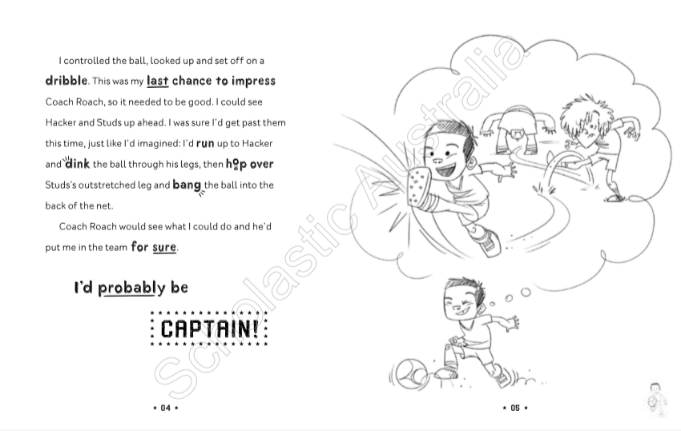 I controlled the ball, looked up and set off on a
dribble. This was my last chance to impress
Coach Roach, so it needed to be good. I could see
Hacker and Studs up ahead. I was sure I'd get past them
this time, just like I'd imagined: I'd run up to Hacker
and dink the ball through his legs, then hop over
Studs's outstretched leg and bang the ball into the
back of the net.
Coach Roach would see what I could do and he'd
put me in the team for sure.
I'd probably be
CAPTAIN!
• 04 •
• 05 •
Scholastic Australia